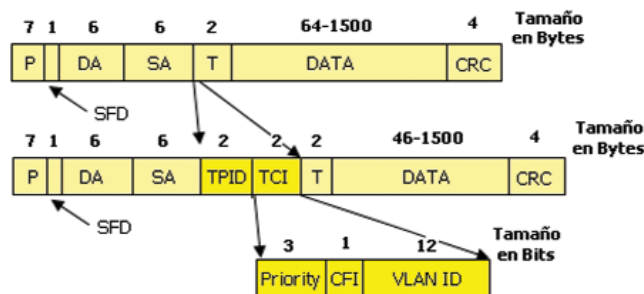 7 1 6 6 2 64-1500 4 Tamaño en Bytes
P DA SA T DATA CRC
SFD
7 1 6 6 2 2 2 46-1500 4 Tamaño en Bytes
P DA SA TPID TCI T DATA CRC
SFD
3 1 12 Tamaño en Bits
Priority CFI VLAN ID